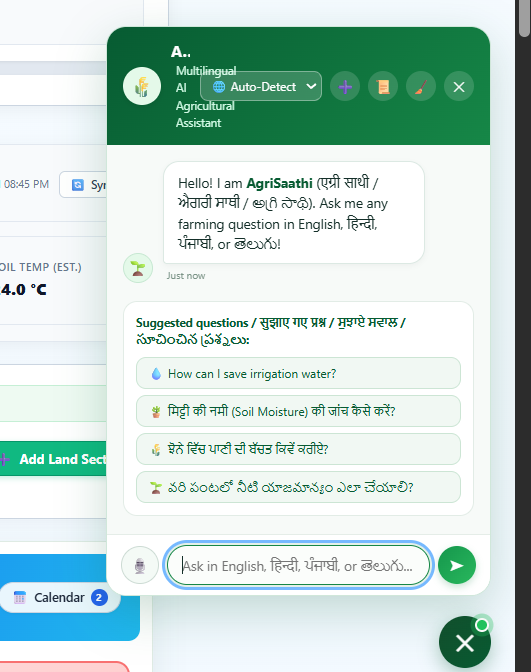 A..
Multilingual
AI
Agricultural
Assistant
Auto-Detect
08:45 PM
Hello! I am AgriSaathi (एग्री साथी /
ਐਗਰੀ ਸਾਥੀ / అగ్రి సాథి). Ask me any
farming question in English, हिन्दी,
ਪੰਜਾਬੀ, or తెలుగు!
Just now
OIL TEMP (EST.)
4.0 °C
Suggested questions / सुझाए गए प्रश्न / ਸੁਝਾਏ ਸਵਾਲ /
సూచించిన ప్రశ్నలు:
How can I save irrigation water?
मिट्टी की नमी (Soil Moisture) की जांच कैसे करें?
ਝੋਨੇ ਵਿੱਚ ਪਾਣੀ ਦੀ ਬੱਚਤ ਕਿਵੇਂ ਕਰੀਏ?
Add Land Sect
వరి పంటలో నీటి యాజమాన్యం ఎలా చేయాలి?
Ask in English, हिन्दी, ਪੰਜਾਬੀ, or తెలుగు...
Calendar 2